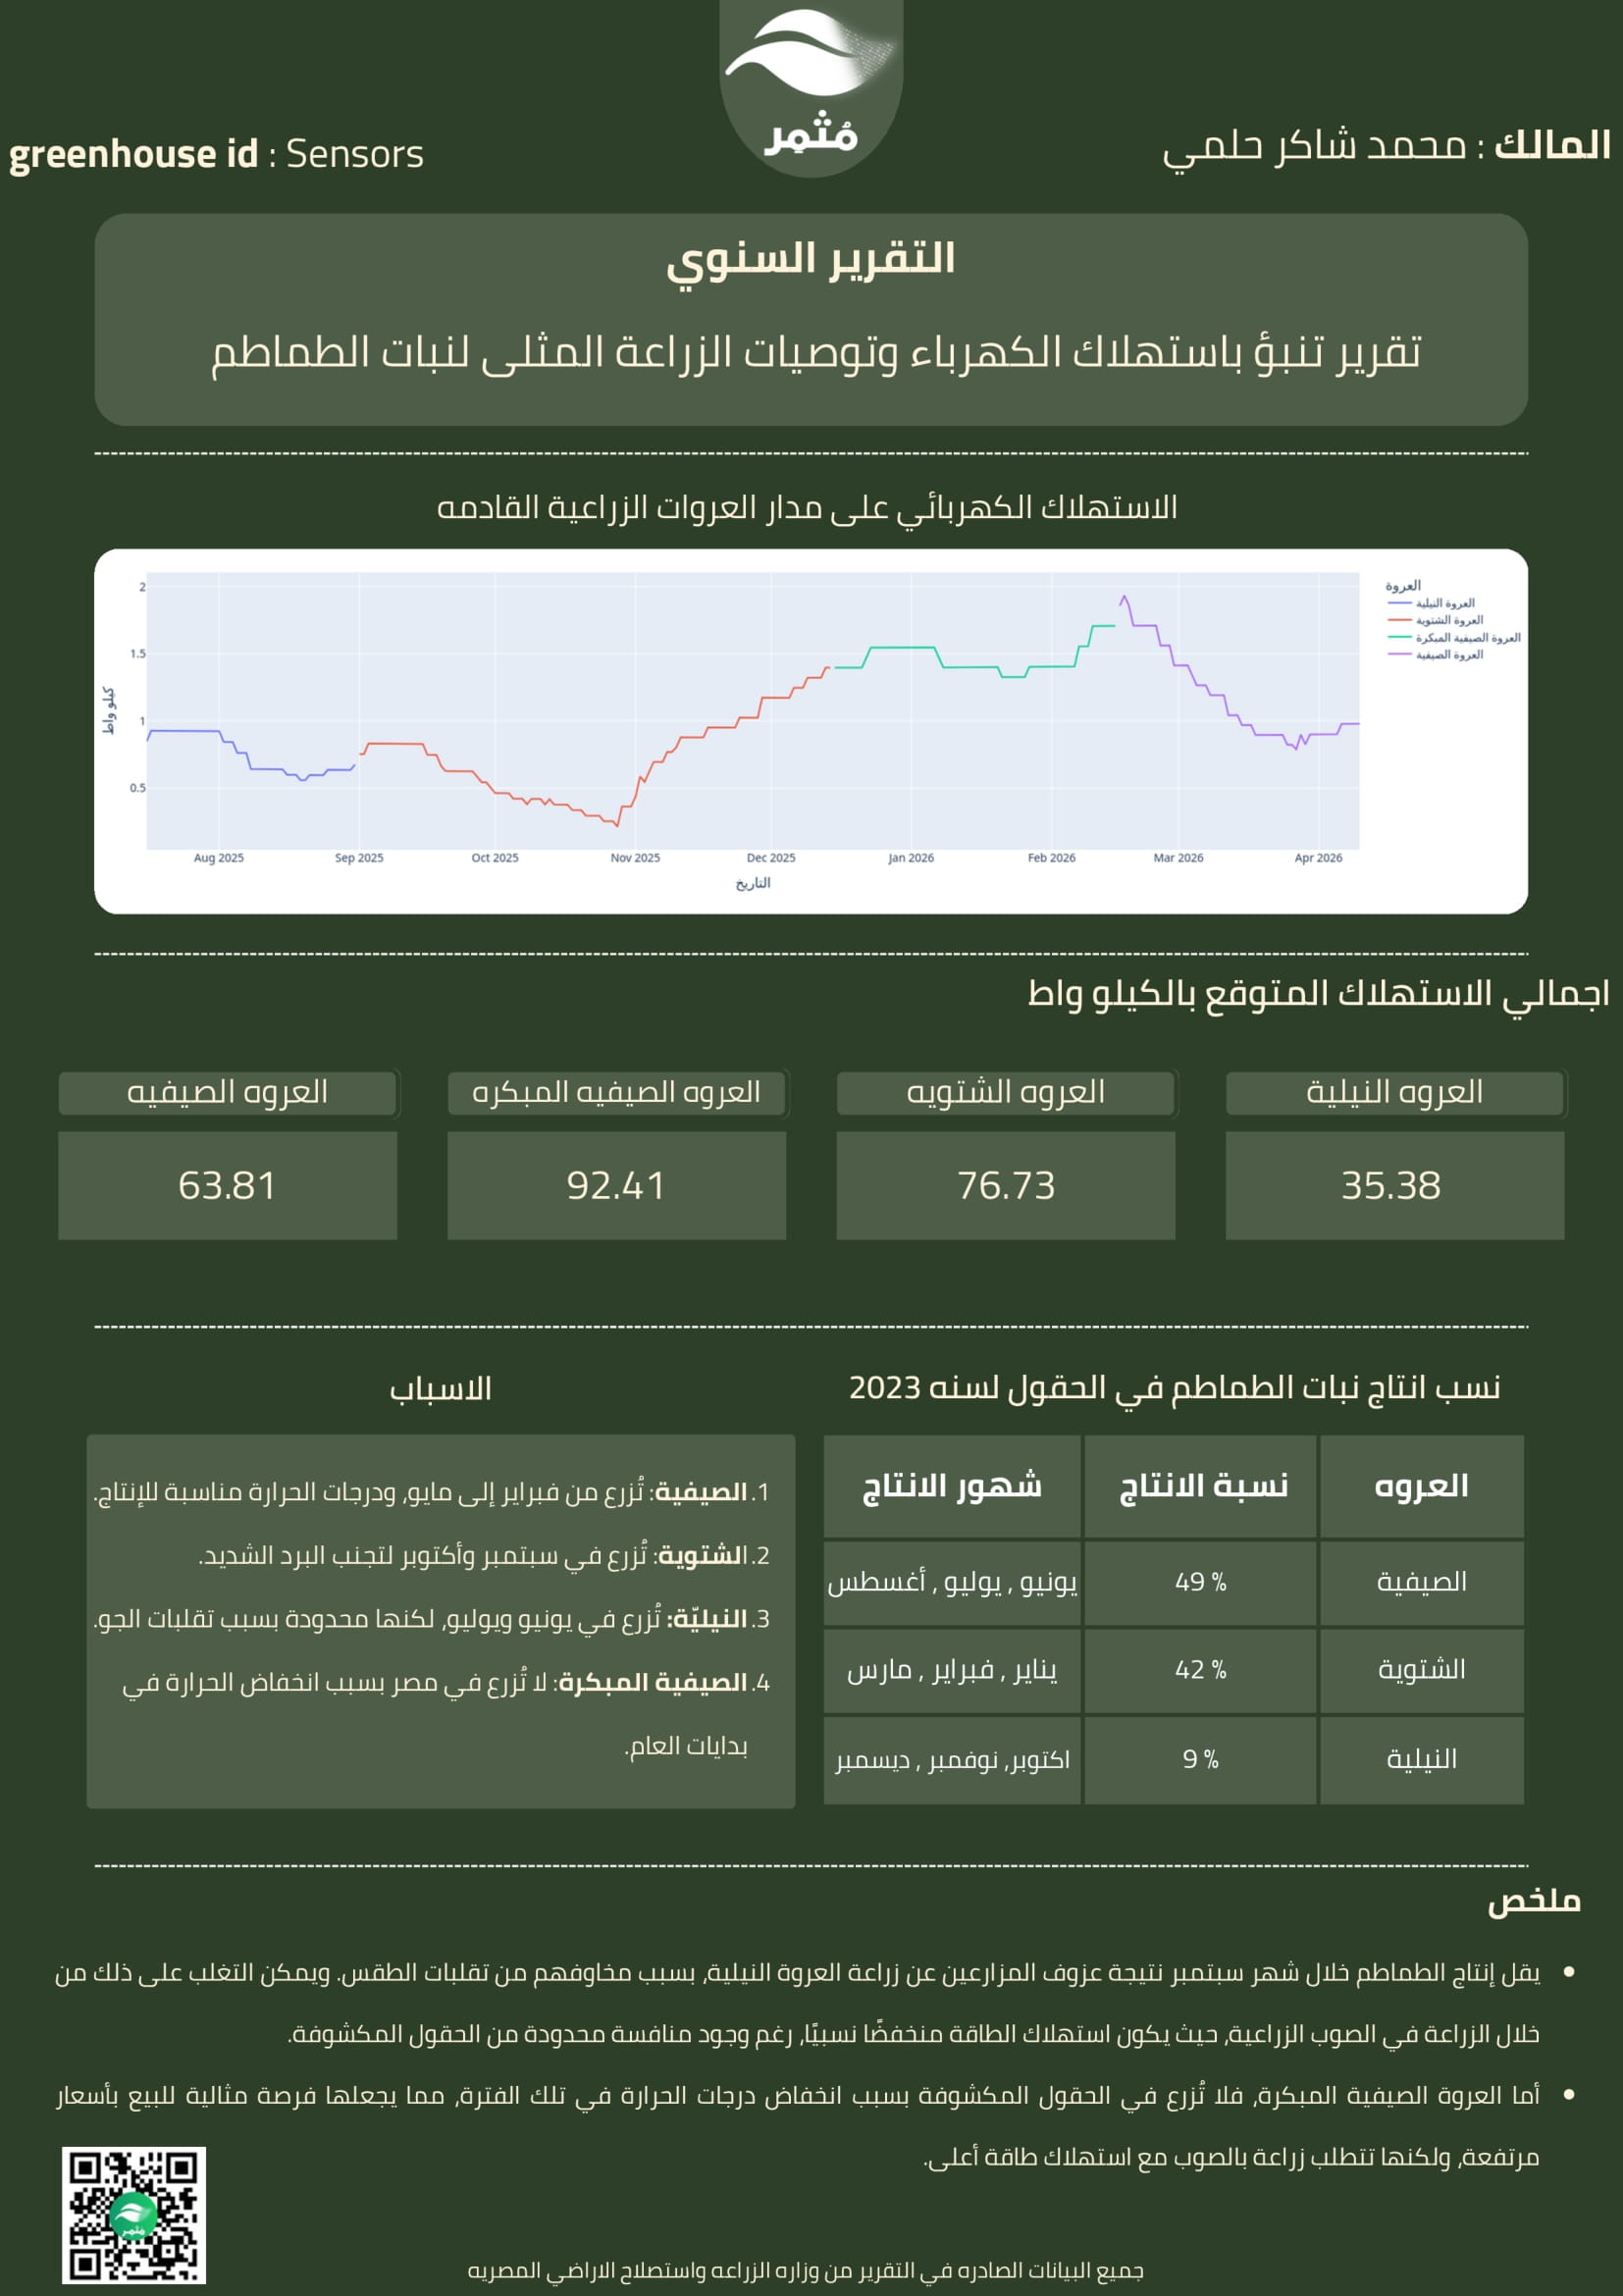 مُثمِر
المالك : محمد شاكر حلمي
greenhouse id : Sensors
التقرير السنوي
تقرير تنبؤ باستهلاك الكهرباء وتوصيات الزراعة المثلى لنبات الطماطم
الاستهلاك الكهربائي على مدار العروات الزراعية القادمه
العروة
العروة النيلية
العروة الشتوية
العروة الصيفية المبكرة
العروة الصيفية
كيلو واط
2
1.5
1
0.5
Aug 2025 Sep 2025 Oct 2025 Nov 2025 Dec 2025 Jan 2026 Feb 2026 Mar 2026 Apr 2026
التاريخ
اجمالي الاستهلاك المتوقع بالكيلو واط
العروه النيلية العروه الشتويه العروه الصيفيه المبكره العروه الصيفيه
35.38 76.73 92.41 63.81
نسب انتاج نبات الطماطم في الحقول لسنه 2023
العروه نسبة الانتاج شهور الانتاج
الصيفية 49 % يونيو , يوليو , أغسطس
الشتوية 42 % يناير , فبراير , مارس
النيلية 9 % اكتوبر, نوفمبر , ديسمبر
الاسباب
1. الصيفية: تُزرع من فبراير إلى مايو، ودرجات الحرارة مناسبة للإنتاج.
2. الشتوية: تُزرع في سبتمبر وأكتوبر لتجنب البرد الشديد.
3. النيليّة: تُزرع في يونيو ويوليو، لكنها محدودة بسبب تقلبات الجو.
4. الصيفية المبكرة: لا تُزرع في مصر بسبب انخفاض الحرارة في
بدايات العام.
ملخص
• يقل إنتاج الطماطم خلال شهر سبتمبر نتيجة عزوف المزارعين عن زراعة العروة النيلية، بسبب مخاوفهم من تقلبات الطقس. ويمكن التغلب على ذلك من
خلال الزراعة في الصوب الزراعية، حيث يكون استهلاك الطاقة منخفضًا نسبيًا، رغم وجود منافسة محدودة من الحقول المكشوفة.
• أما العروة الصيفية المبكرة، فلا تُزرع في الحقول المكشوفة بسبب انخفاض درجات الحرارة في تلك الفترة، مما يجعلها فرصة مثالية للبيع بأسعار
مرتفعة، ولكنها تتطلب زراعة بالصوب مع استهلاك طاقة أعلى.
مُثمِر
جميع البيانات الصادره في التقرير من وزاره الزراعه واستصلاح الاراضي المصريه